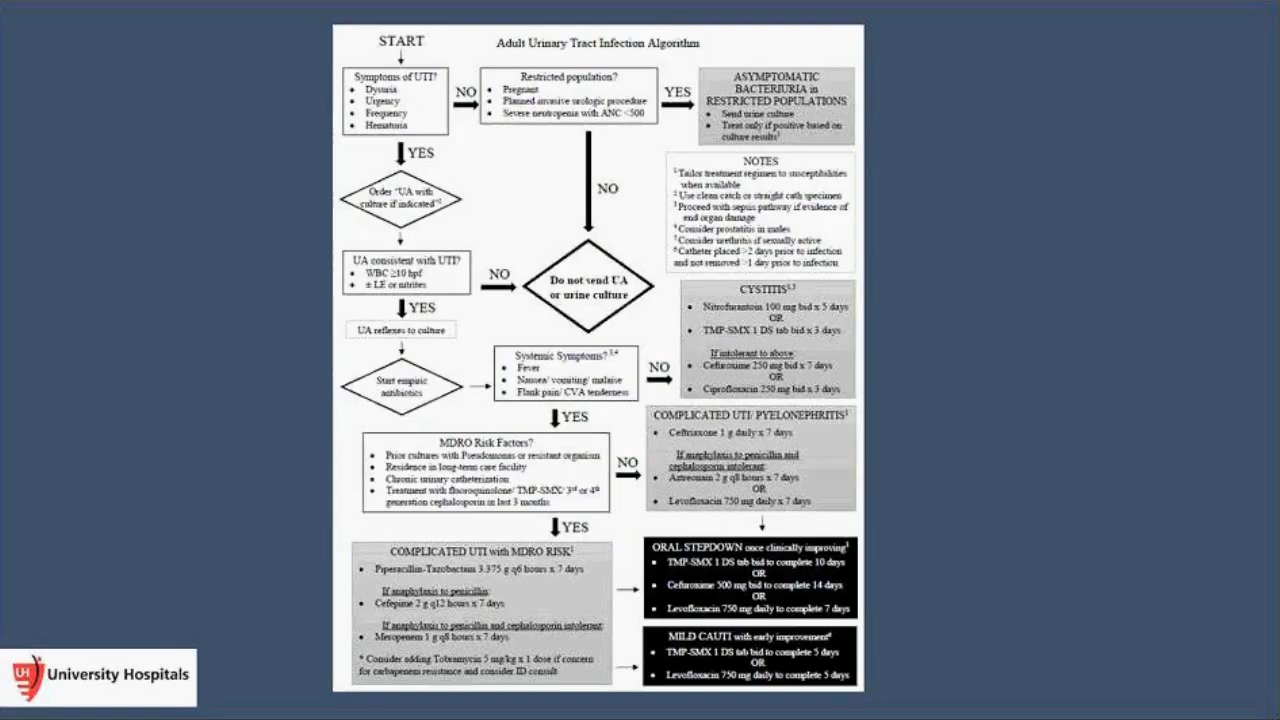 START
Adult Urinary Tract Infection Algorithm
Symptoms of UTI?
• Dysuria
• Urgency
• Frequency
• Hematuria
NO
Restricted population?
• Pregnant
• Planned invasive urologic procedure
• Severe neutropenia with ANC <500
YES
ASYMPTOMATIC
BACTERIURIA in
RESTRICTED POPULATIONS
• Send urine culture
• Treat only if positive based on
culture results¹
YES
NO
NOTES
¹Tailor treatment regimen to susceptibilities
when available
²Use clean catch or straight cath specimen
³Proceed with sepsis pathway if evidence of
end organ damage
⁴Consider prostatitis in males
⁵Consider urethritis if sexually active
⁶Catheter placed >2 days prior to infection
and not removed >1 day prior to infection
Order "UA with
culture if indicated"²
UA consistent with UTI?
• WBC ≥10 hpf
• ± LE or nitrites
NO
Do not send UA
or urine culture
YES
UA reflexes to culture
Start empiric
antibiotics
CYSTITIS¹,⁵
• Nitrofurantoin 100 mg bid x 5 days
OR
• TMP-SMX 1 DS tab bid x 3 days
If intolerant to above:
• Cefuroxime 250 mg bid x 7 days
OR
• Ciprofloxacin 250 mg bid x 3 days
Systemic Symptoms? ³,⁴
• Fever
• Nausea/ vomiting/ malaise
• Flank pain/ CVA tenderness
NO
YES
MDRO Risk Factors?
• Prior cultures with Pseudomonas or resistant organism
• Residence in long-term care facility
• Chronic urinary catheterization
• Treatment with fluoroquinolone/ TMP-SMX/ 3rd or 4th
generation cephalosporin in last 3 months
NO
COMPLICATED UTI/ PYELONEPHRITIS¹
• Ceftriaxone 1 g daily x 7 days
If anaphylaxis to penicillin and
cephalosporin intolerant:
• Aztreonam 2 g q8 hours x 7 days
OR
• Levofloxacin 750 mg daily x 7 days
YES
COMPLICATED UTI with MDRO RISK¹
• Piperacillin-Tazobactam 3.375 g q6 hours x 7 days
If anaphylaxis to penicillin:
• Cefepime 2 g q12 hours x 7 days
If anaphylaxis to penicillin and cephalosporin intolerant:
• Meropenem 1 g q8 hours x 7 days
* Consider adding Tobramycin 5 mg/kg x 1 dose if concern
for carbapenem resistance and consider ID consult
ORAL STEPDOWN once clinically improving¹
• TMP-SMX 1 DS tab bid to complete 10 days
OR
• Cefuroxime 500 mg bid to complete 14 days
OR
• Levofloxacin 750 mg daily to complete 7 days
MILD CAUTI with early improvement⁶
• TMP-SMX 1 DS tab bid to complete 5 days
OR
• Levofloxacin 750 mg daily to complete 5 days
UH
University Hospitals